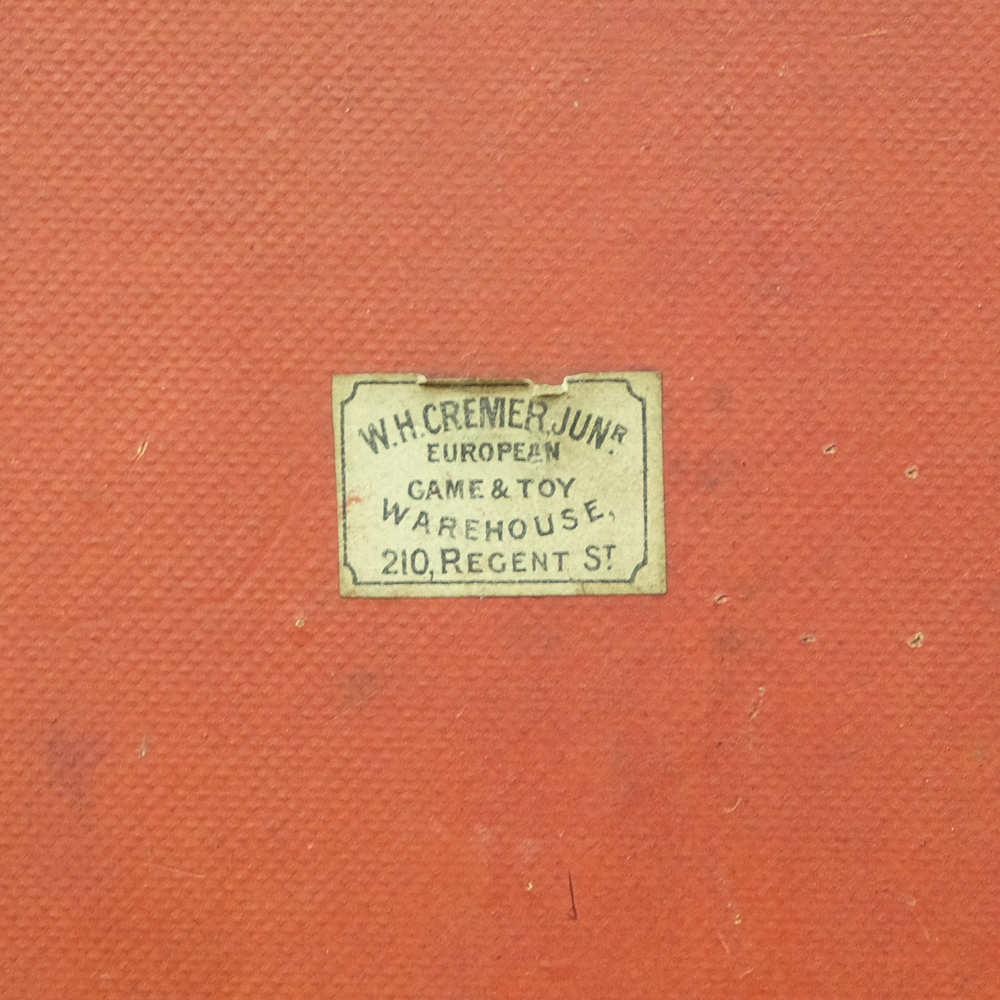 W.H. CREMER, JUNR.
EUROPEAN
GAME & TOY
WAREHOUSE,
210, REGENT ST